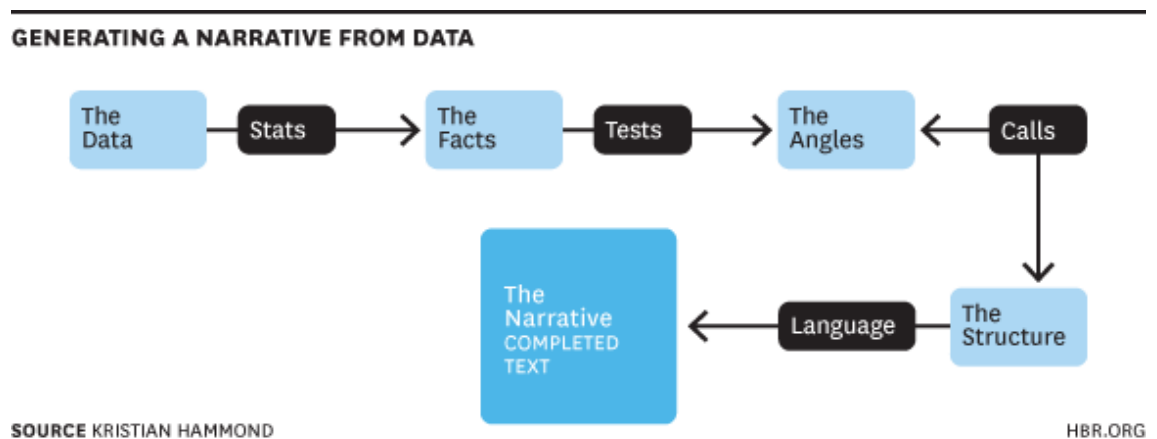 GENERATING A NARRATIVE FROM DATA
The
Data
Stats
The
Facts
Tests
The
Angles
Calls
The
Structure
Language
The
Narrative
COMPLETED
TEXT
SOURCE KRISTIAN HAMMOND
HBR.ORG